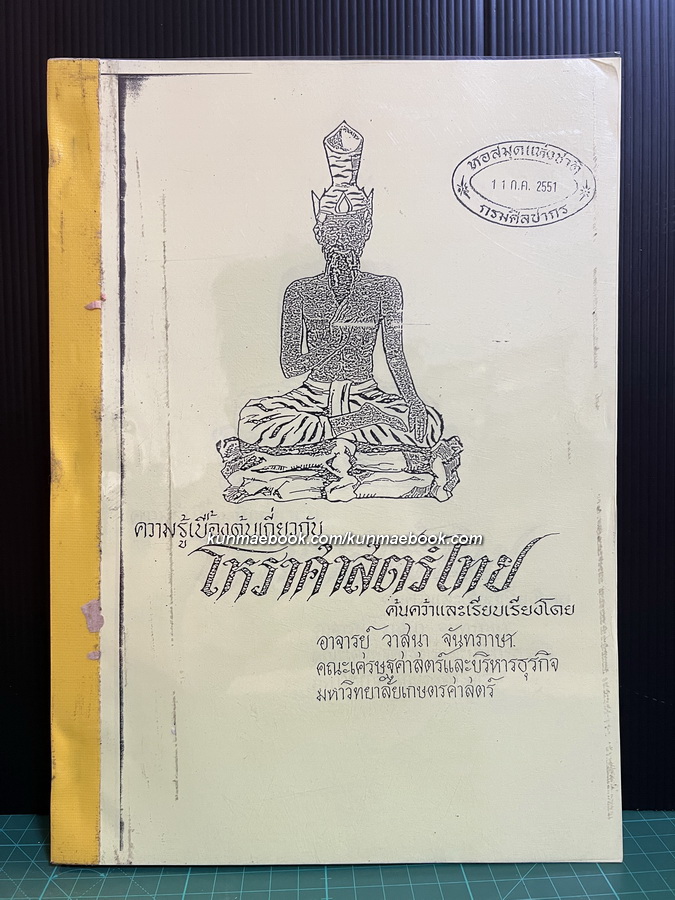 หอสมุดแห่งชาติ
11 ก.ค. 2551
กรมศิลปากร
ความรู้เบื้องต้นเกี่ยวกับ
kunmaebook.com/kunmaebook.com
โหราศาสตร์ไทย
ค้นคว้าและเรียบเรียงโดย
อาจารย์ วาสนา จันทภาษา
คณะเศรษฐศาสตร์และบริหารธุรกิจ
มหาวิทยาลัยเกษตรศาสตร์